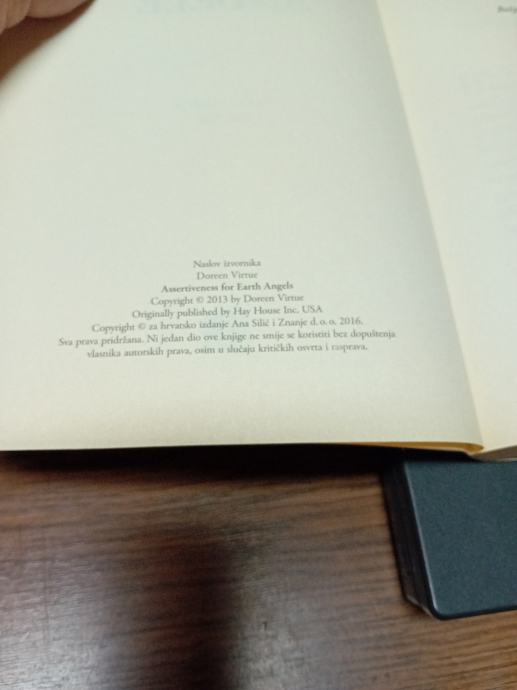 Naslov izvornika
Doreen Virtue
Assertiveness for Earth Angels
Copyright © 2013 by Doreen Virtue
Originally published by Hay House Inc. USA
Copyright © za hrvatsko izdanje Ana Silić i Znanje d. o. o. 2016.
Sva prava pridržana. Ni jedan dio ove knjige ne smije se koristiti bez dopuštenja
vlasnika autorskih prava, osim u slučaju kritičkih osvrta i rasprava.